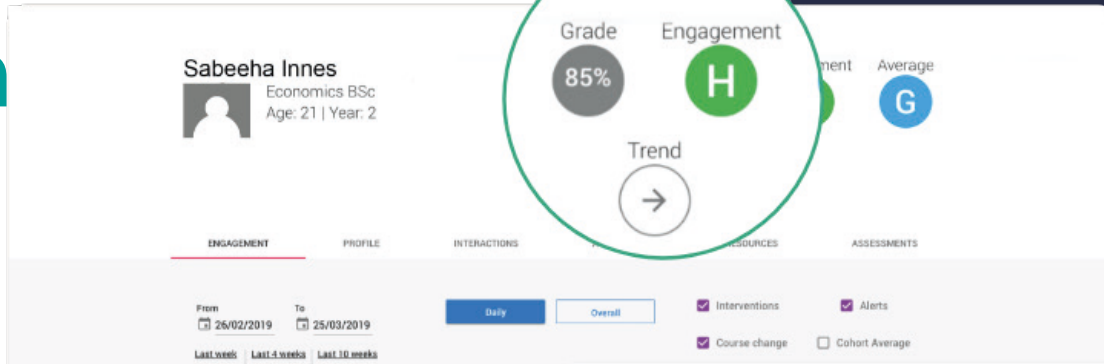 Sabeeha Innes
Economics BSc
Age: 21 | Year: 2
Grade
Engagement
85%
H
Trend
ment
Average
G
ENGAGEMENT
PROFILE
INTERACTIONS
RESOURCES
ASSESSMENTS
From
To
26/02/2019
25/03/2019
Last week
Last 4 weeks
Last 10 weeks
Daily
Overall
Interventions
Alerts
Course change
Cohort Average